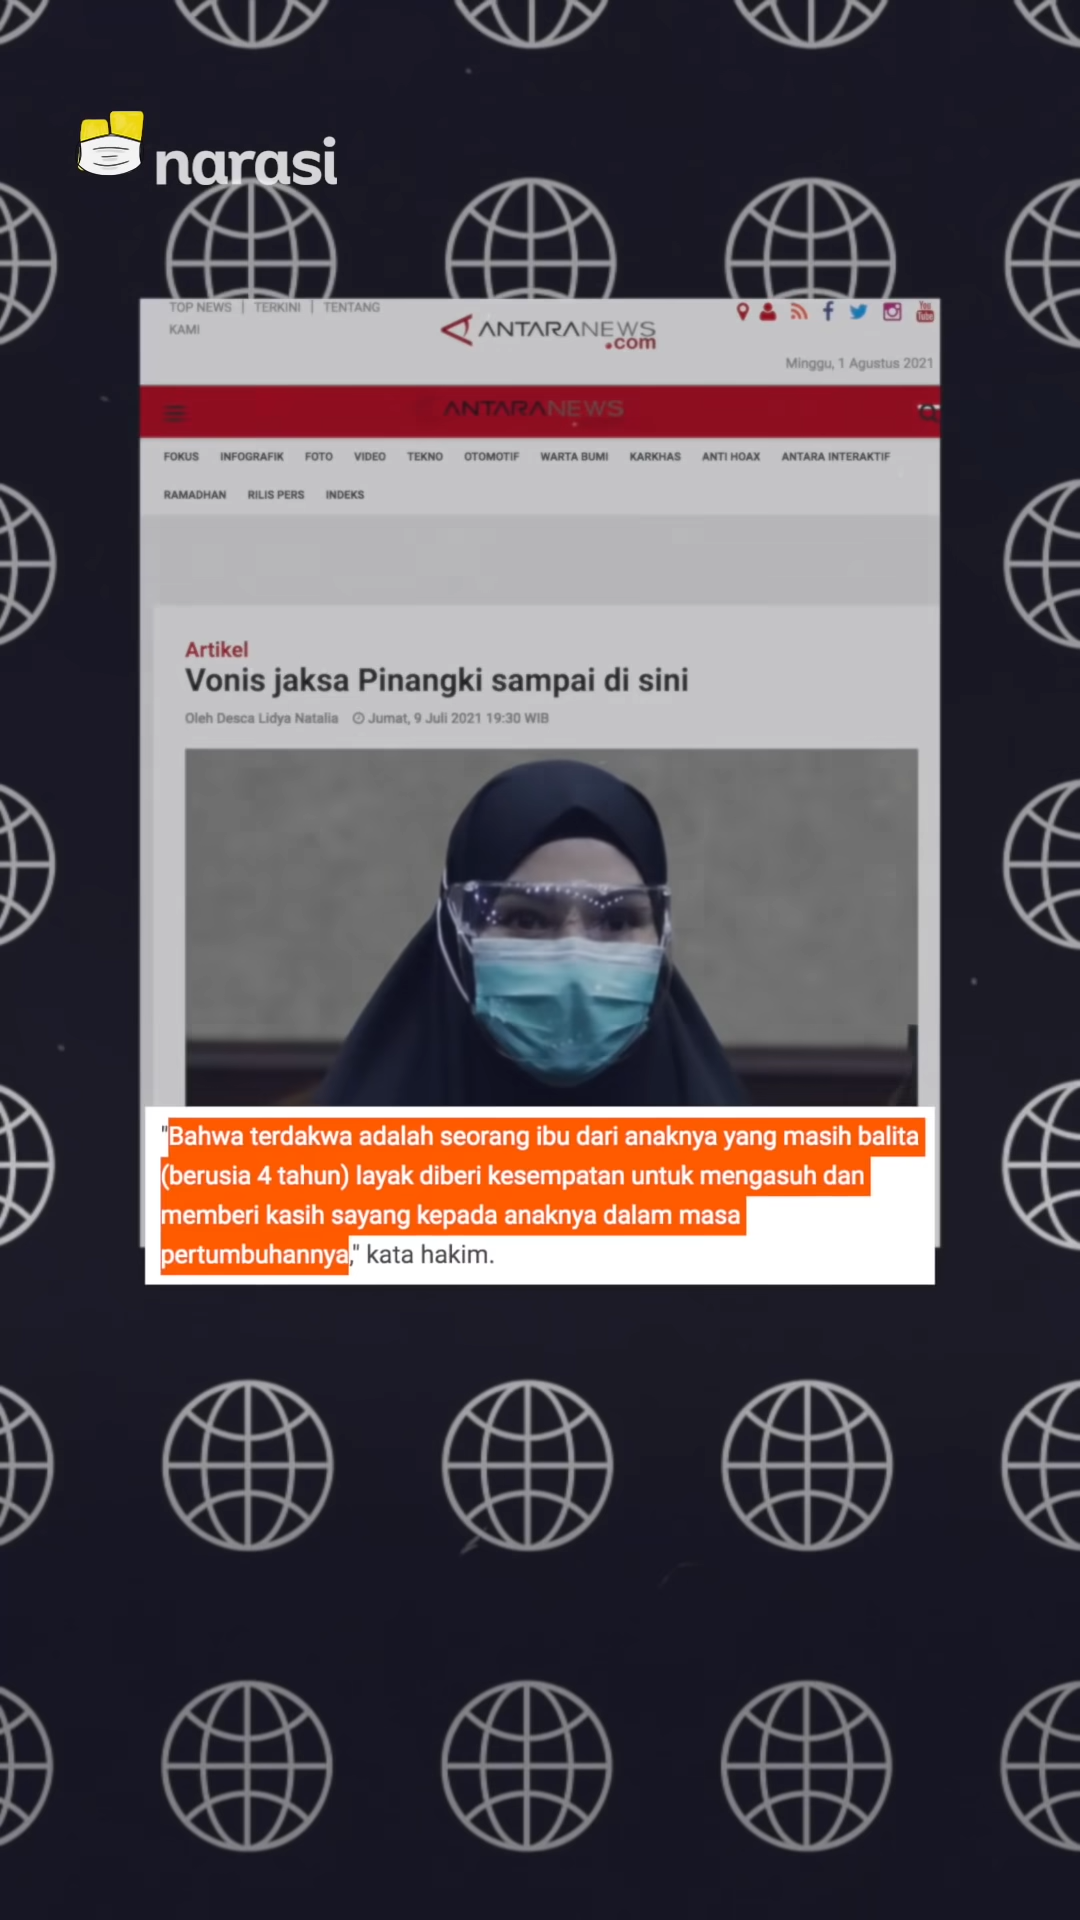 narasi
TOP NEWS | TERKINI | TENTANG
KAMI
ANTARANEWS
.com
You
Tube
Minggu, 1 Agustus 2021
ANTARANEWS
FOKUS INFOGRAFIK FOTO VIDEO TEKNO OTOMOTIF WARTA BUMI KARKHAS ANTI HOAX ANTARA INTERAKTIF
RAMADHAN RILIS PERS INDEKS
Artikel
Vonis jaksa Pinangki sampai di sini
Oleh Desca Lidya Natalia Jumat, 9 Juli 2021 19:30 WIB
"Bahwa terdakwa adalah seorang ibu dari anaknya yang masih balita
(berusia 4 tahun) layak diberi kesempatan untuk mengasuh dan
memberi kasih sayang kepada anaknya dalam masa
pertumbuhannya," kata hakim.